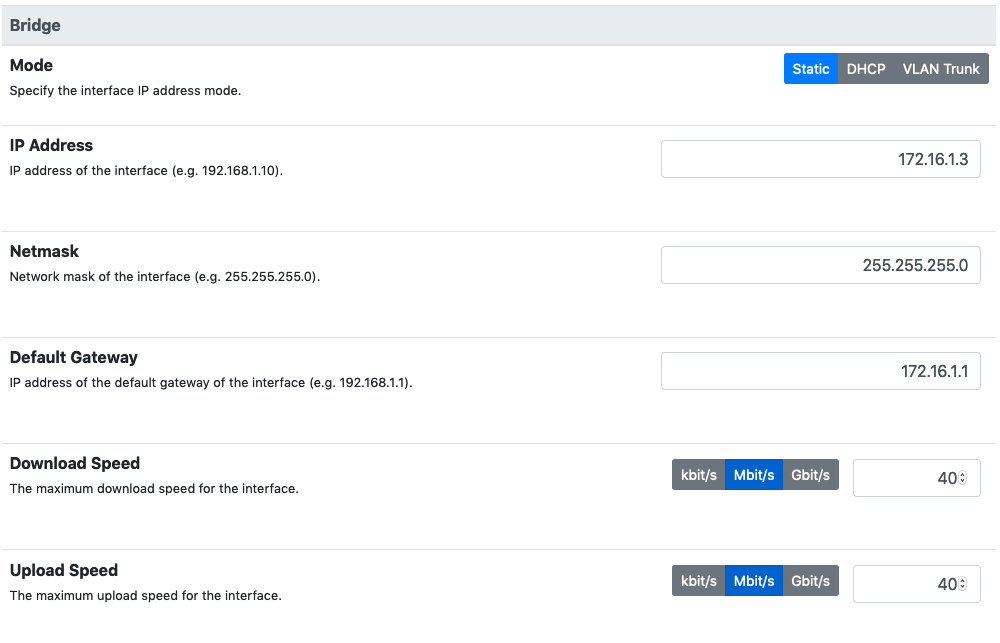 Bridge
Mode
Static DHCP VLAN Trunk
Specify the interface IP address mode.
IP Address
IP address of the interface (e.g. 192.168.1.10).
172.16.1.3
Netmask
Network mask of the interface (e.g. 255.255.255.0).
255.255.255.0
Default Gateway
IP address of the default gateway of the interface (e.g. 192.168.1.1).
172.16.1.1
Download Speed
The maximum download speed for the interface.
kbit/s Mbit/s Gbit/s 40
Upload Speed
The maximum upload speed for the interface.
kbit/s Mbit/s Gbit/s 40